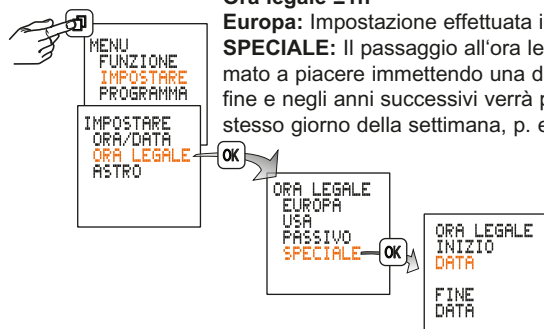 Ora legale ±1h
Europa: Impostazione effettuata i
SPECIALE: Il passaggio all'ora le
mato a piacere immettendo una d
fine e negli anni successivi verrà p
stesso giorno della settimana, p. e
MENU
FUNZIONE
IMPOSTARE
PROGRAMMA
IMPOSTARE
ORA/DATA
ORA LEGALE
ASTRO
OK
ORA LEGALE
EUROPA
USA
PASSIVO
SPECIALE
OK
ORA LEGALE
INIZIO
DATA
FINE
DATA